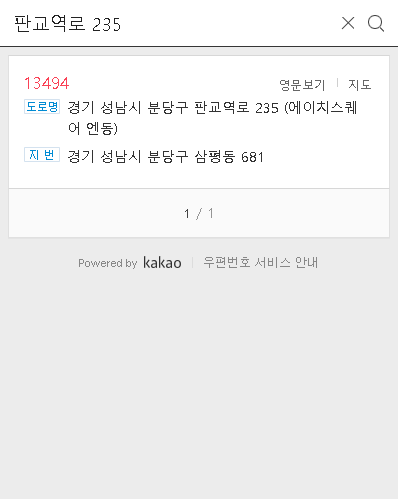 판교역로 235
13494
영문보기 지도
도로명 경기 성남시 분당구 판교역로 235 (에이치스퀘
어 엔동)
지 번 경기 성남시 분당구 삼평동 681
1 / 1
Powered by kakao 우편번호 서비스 안내